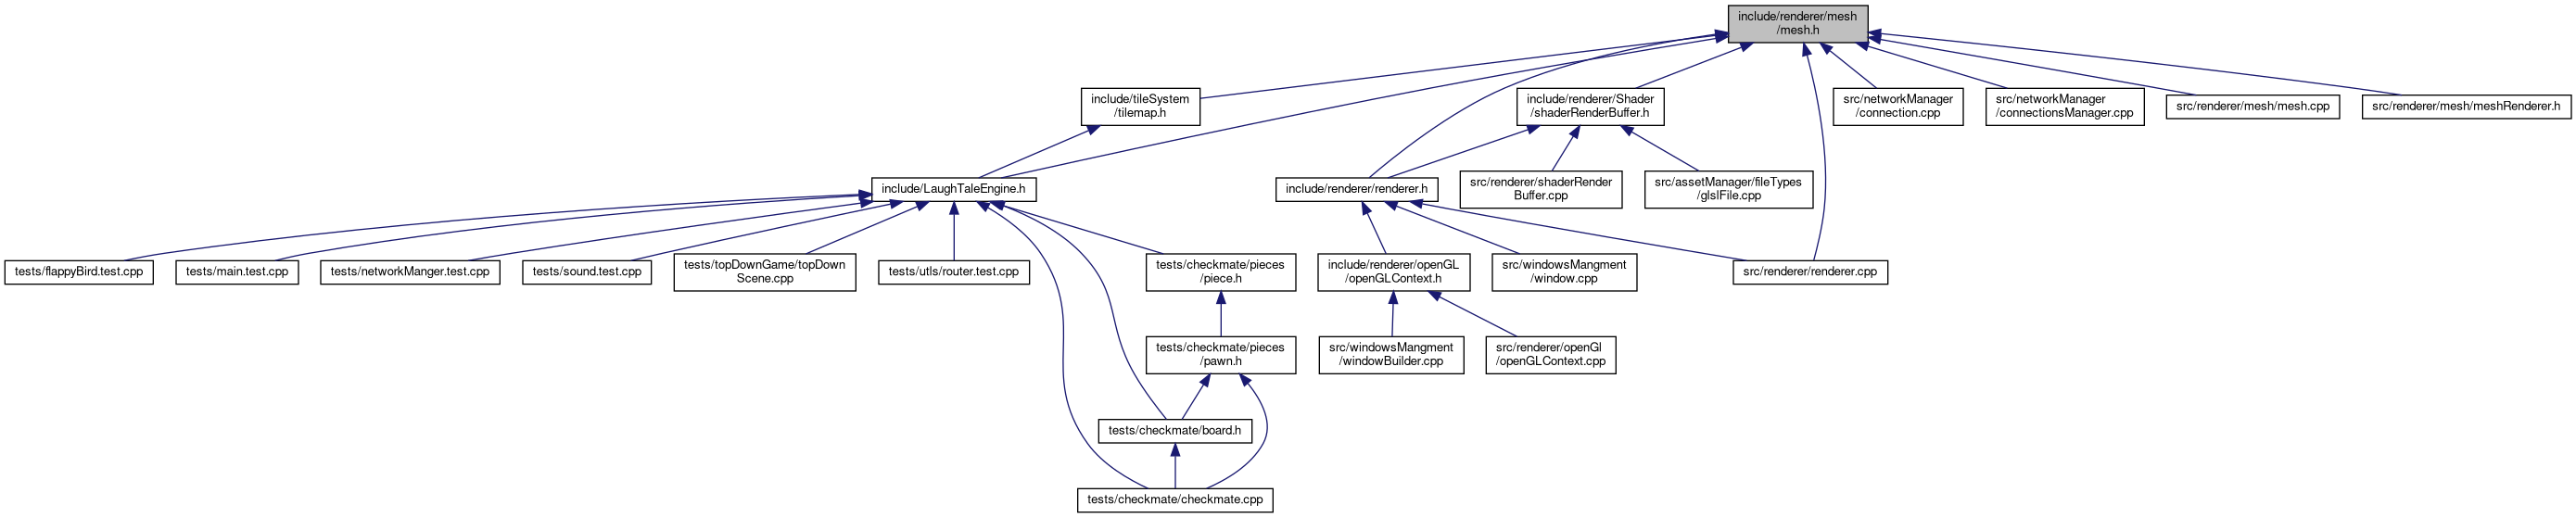 include/renderer/mesh
/mesh.h
include/tileSystem
/tilemap.h
include/renderer/Shader
/shaderRenderBuffer.h
src/networkManager
/connection.cpp
src/networkManager
/connectionsManager.cpp
src/renderer/mesh/mesh.cpp
src/renderer/mesh/meshRenderer.h
include/LaughTaleEngine.h
include/renderer/renderer.h
src/renderer/shaderRender
Buffer.cpp
src/assetManager/fileTypes
/glslFile.cpp
tests/flappyBird.test.cpp
tests/main.test.cpp
tests/networkManger.test.cpp
tests/sound.test.cpp
tests/topDownGame/topDown
Scene.cpp
tests/utls/router.test.cpp
tests/checkmate/pieces
/piece.h
include/renderer/openGL
/openGLContext.h
src/windowsMangment
/window.cpp
src/renderer/renderer.cpp
tests/checkmate/pieces
/pawn.h
src/windowsMangment
/windowBuilder.cpp
src/renderer/openGl
/openGLContext.cpp
tests/checkmate/board.h
tests/checkmate/checkmate.cpp